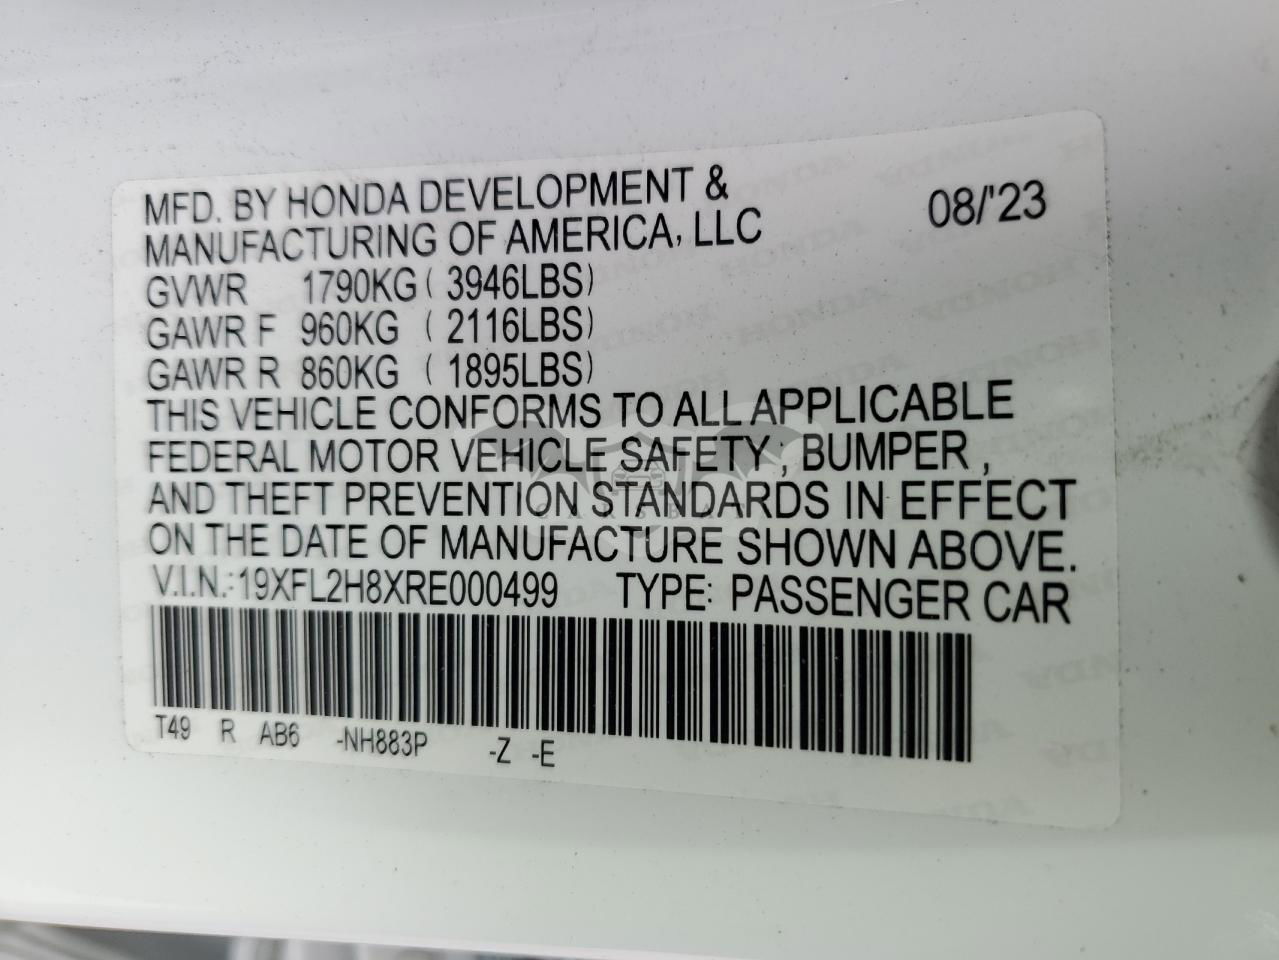 MFD. BY HONDA DEVELOPMENT & 08/'23
MANUFACTURING OF AMERICA, LLC
GVWR 1790KG ( 3946LBS)
GAWR F 960KG ( 2116LBS)
GAWR R 860KG ( 1895LBS)
THIS VEHICLE CONFORMS TO ALL APPLICABLE
FEDERAL MOTOR VEHICLE SAFETY , BUMPER ,
AND THEFT PREVENTION STANDARDS IN EFFECT
ON THE DATE OF MANUFACTURE SHOWN ABOVE.
V.I.N.:19XFL2H8XRE000499 TYPE: PASSENGER CAR
T49 R AB6 -NH883P -Z -E